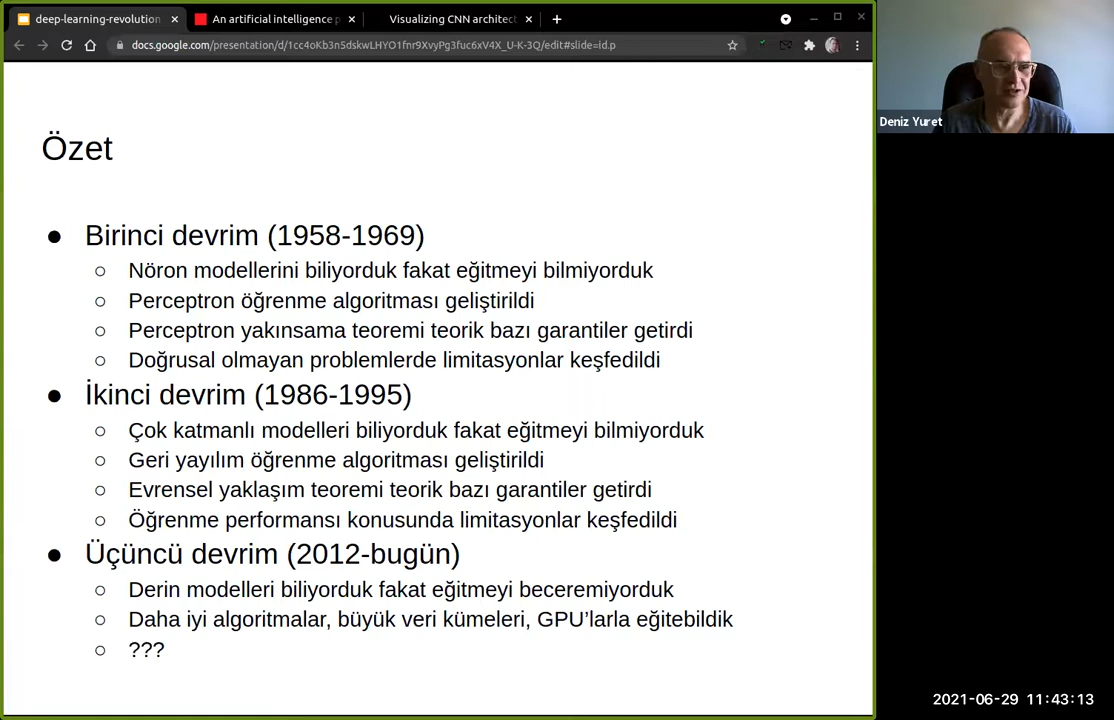 deep-learning-revolution
An artificial intelligence p
Visualizing CNN architect
docs.google.com/presentation/d/1cc4oKb3n5dskwLHYO1fnr9XvyPg3fuc6xV4X_U-K-3Q/edit#slide=id.p
Deniz Yuret
Özet
Birinci devrim (1958-1969)
Nöron modellerini biliyorduk fakat eğitmeyi bilmiyorduk
Perceptron öğrenme algoritması geliştirildi
Perceptron yakınsama teoremi teorik bazı garantiler getirdi
Doğrusal olmayan problemlerde limitasyonlar keşfedildi
İkinci devrim (1986-1995)
Çok katmanlı modelleri biliyorduk fakat eğitmeyi bilmiyorduk
Geri yayılım öğrenme algoritması geliştirildi
Evrensel yaklaşım teoremi teorik bazı garantiler getirdi
Öğrenme performansı konusunda limitasyonlar keşfedildi
Üçüncü devrim (2012-bugün)
Derin modelleri biliyorduk fakat eğitmeyi beceremiyorduk
Daha iyi algoritmalar, büyük veri kümeleri, GPU’larla eğitebildik
???
2021-06-29 11:43:13